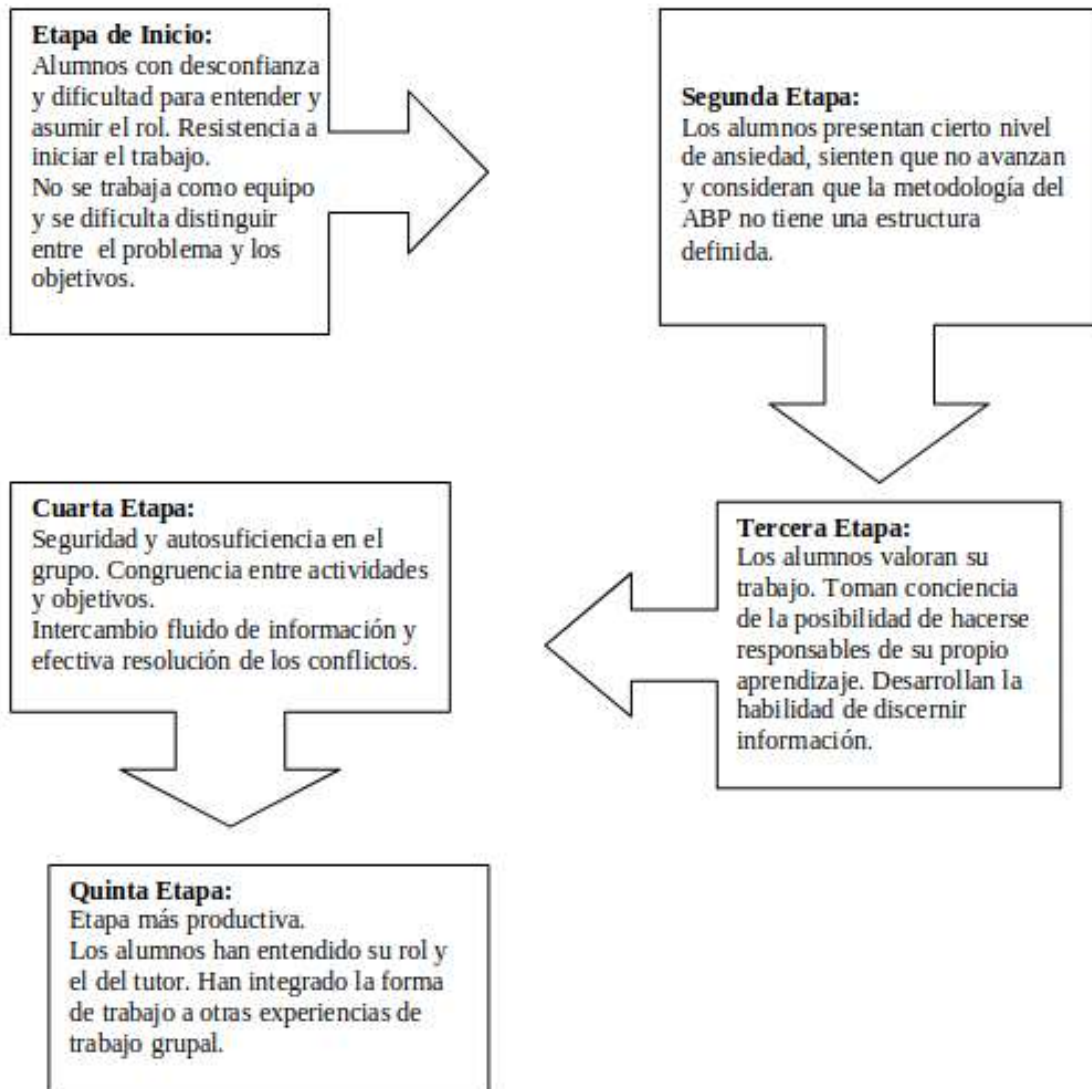 Etapa de Inicio:
Alumnos con desconfianza
y dificultad para entender y
asumir el rol. Resistencia a
iniciar el trabajo.
No se trabaja como equipo
y se dificulta distinguir
entre el problema y los
objetivos.
Segunda Etapa:
Los alumnos presentan cierto nivel
de ansiedad, sienten que no avanzan
y consideran que la metodología del
ABP no tiene una estructura
definida.
Tercera Etapa:
Los alumnos valoran su
trabajo. Toman conciencia
de la posibilidad de hacerse
responsables de su propio
aprendizaje. Desarrollan la
habilidad de discernir
información.
Cuarta Etapa:
Seguridad y autosuficiencia en el
grupo. Congruencia entre actividades
y objetivos.
Intercambio fluido de información y
efectiva resolución de los conflictos.
Quinta Etapa:
Etapa más productiva.
Los alumnos han entendido su rol y
el del tutor. Han integrado la forma
de trabajo a otras experiencias de
trabajo grupal.